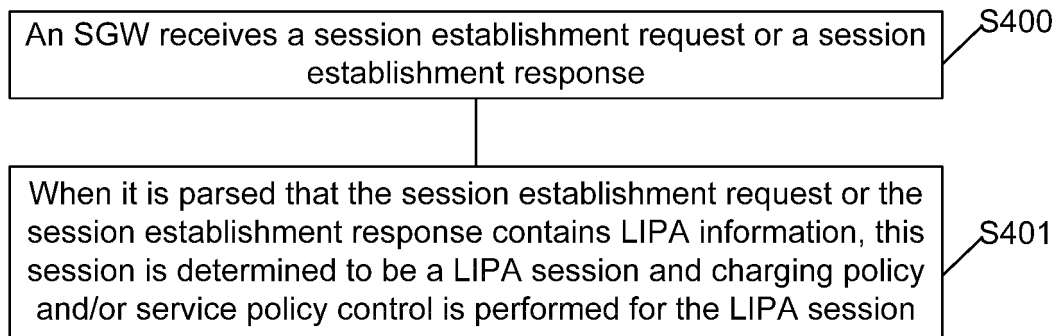 An SGW receives a session establishment request or a session
establishment response
S400
When it is parsed that the session establishment request or the
session establishment response contains LIPA information, this
session is determined to be a LIPA session and charging policy
and/or service policy control is performed for the LIPA session
S401